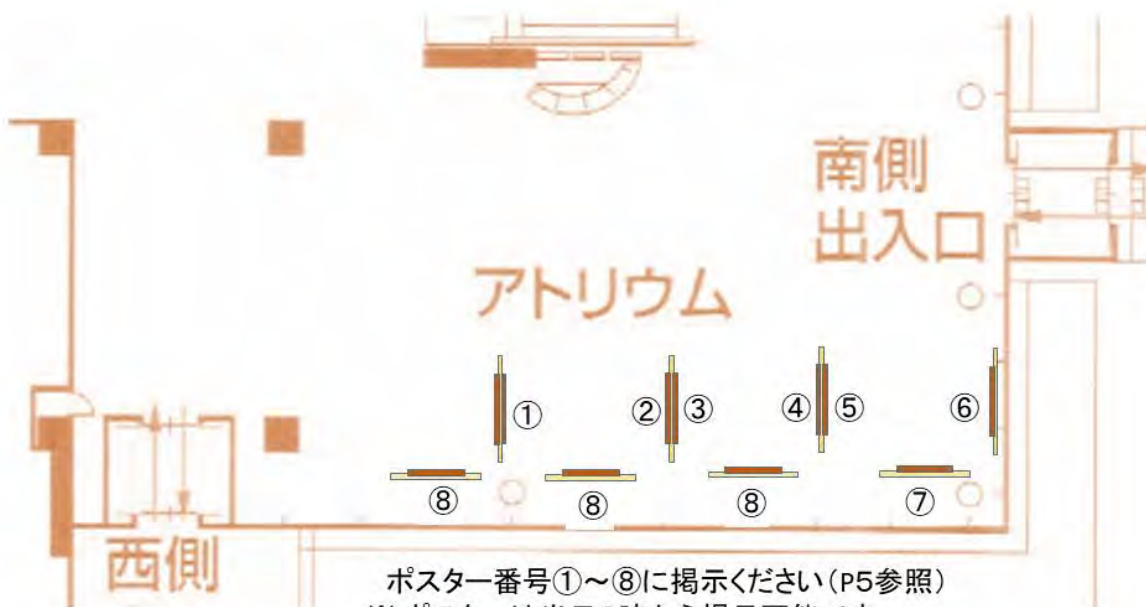 南側
出入口
アトリウム
①
②
③
④
⑤
⑥
⑧
⑧
⑧
⑦
西側
ポスター番号①～⑧に掲示ください(P5参照)